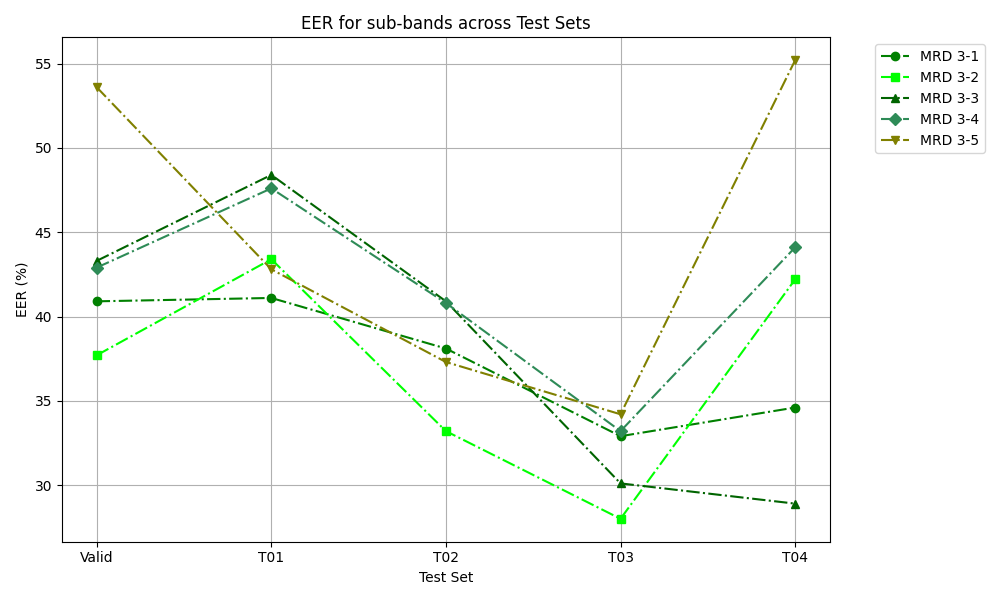 EER for sub-bands across Test Sets
MRD 3-1
MRD 3-2
MRD 3-3
MRD 3-4
MRD 3-5
EER (%)
55
50
45
40
35
30
Valid
T01
T02
T03
T04
Test Set